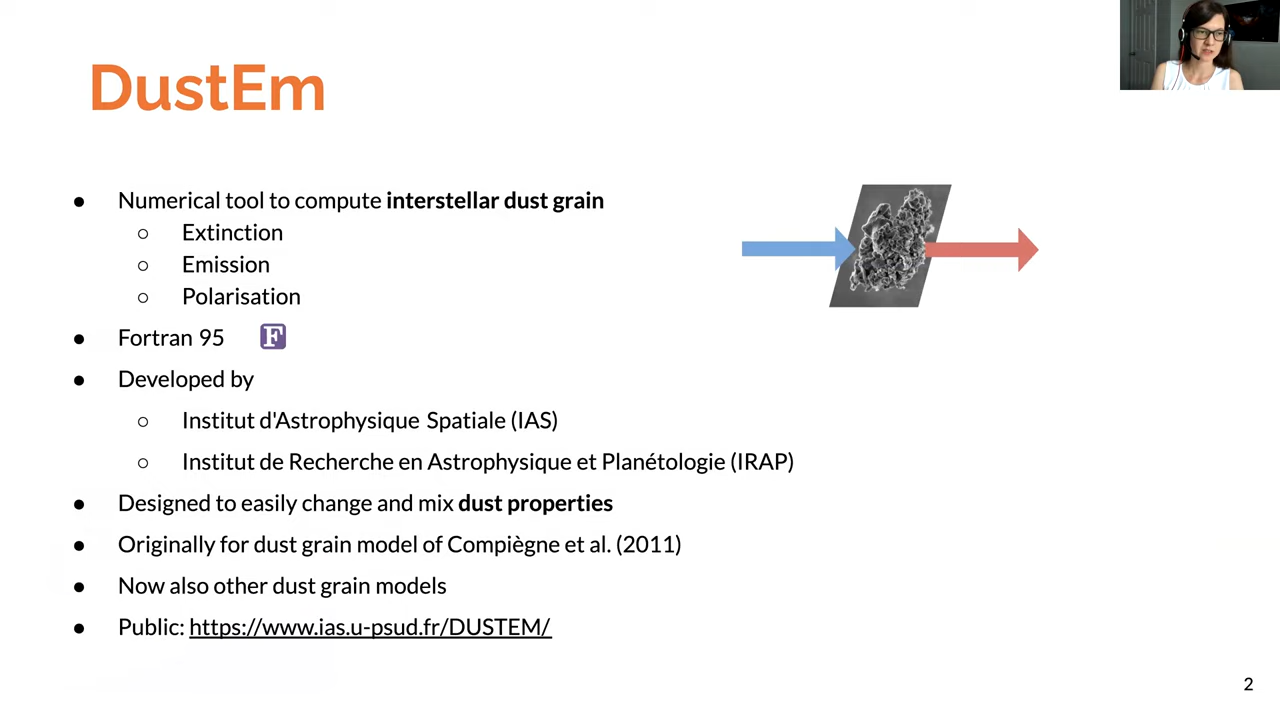 DustEm
● Numerical tool to compute interstellar dust grain
○ Extinction
○ Emission
○ Polarisation
● Fortran 95 F
● Developed by
○ Institut d'Astrophysique Spatiale (IAS)
○ Institut de Recherche en Astrophysique et Planétologie (IRAP)
● Designed to easily change and mix dust properties
● Originally for dust grain model of Compiègne et al. (2011)
● Now also other dust grain models
● Public: https://www.ias.u-psud.fr/DUSTEM/
2